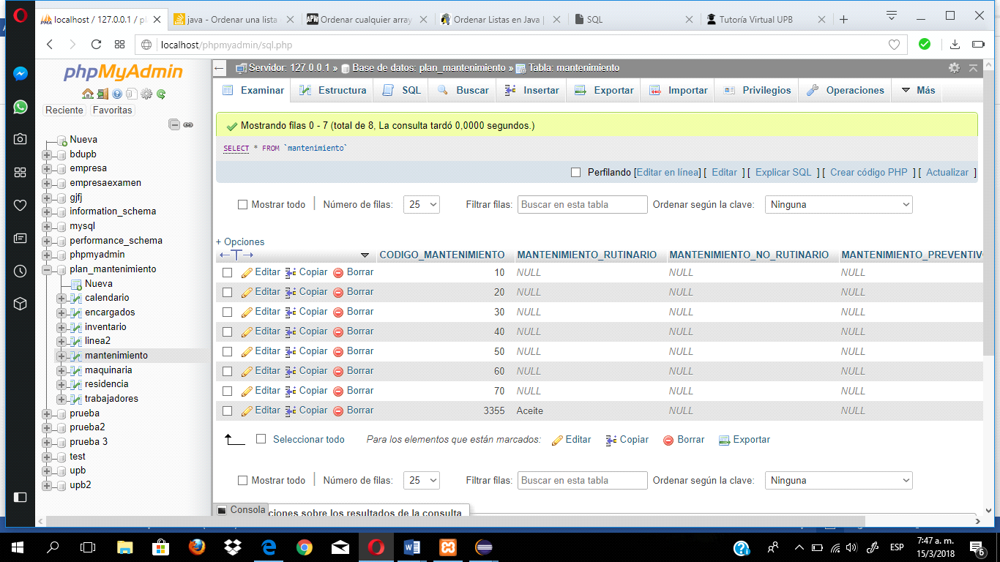 localhost / 127.0.0.1 / pl
java - Ordenar una lista
Ordenar cualquier array
Ordenar Listas en Java |
SQL
Tutoría Virtual UPB
localhost/phpmyadmin/sql.php
phpMyAdmin
Reciente Favoritas
Nueva
bdupb
empresa
empresaexamen
gjfj
information_schema
mysql
performance_schema
phpmyadmin
plan_mantenimiento
Nueva
calendario
encargados
inventario
linea2
mantenimiento
maquinaria
residencia
trabajadores
prueba
prueba2
prueba 3
test
upb
upb2
Servidor: 127.0.0.1 » Base de datos: plan_mantenimiento » Tabla: mantenimiento
Examinar Estructura SQL Buscar Insertar Exportar Importar Privilegios Operaciones Más
Mostrando filas 0 - 7 (total de 8, La consulta tardó 0,0000 segundos.)
SELECT * FROM `mantenimiento`
Perfilando [Editar en línea] [ Editar ] [ Explicar SQL ] [ Crear código PHP ] [ Actualizar ]
Mostrar todo Número de filas: 25 Filtrar filas: Buscar en esta tabla Ordenar según la clave: Ninguna
+ Opciones
←T→ CODIGO_MANTENIMIENTO MANTENIMIENTO_RUTINARIO MANTENIMIENTO_NO_RUTINARIO MANTENIMIENTO_PREVENTIVO
Editar Copiar Borrar 10 NULL NULL NULL
Editar Copiar Borrar 20 NULL NULL NULL
Editar Copiar Borrar 30 NULL NULL NULL
Editar Copiar Borrar 40 NULL NULL NULL
Editar Copiar Borrar 50 NULL NULL NULL
Editar Copiar Borrar 60 NULL NULL NULL
Editar Copiar Borrar 70 NULL NULL NULL
Editar Copiar Borrar 3355 Aceite NULL NULL
Seleccionar todo Para los elementos que están marcados: Editar Copiar Borrar Exportar
Mostrar todo Número de filas: 25 Filtrar filas: Buscar en esta tabla Ordenar según la clave: Ninguna
Consola
ciones sobre los resultados de la consulta
ESP
7:47 a. m.
15/3/2018
6